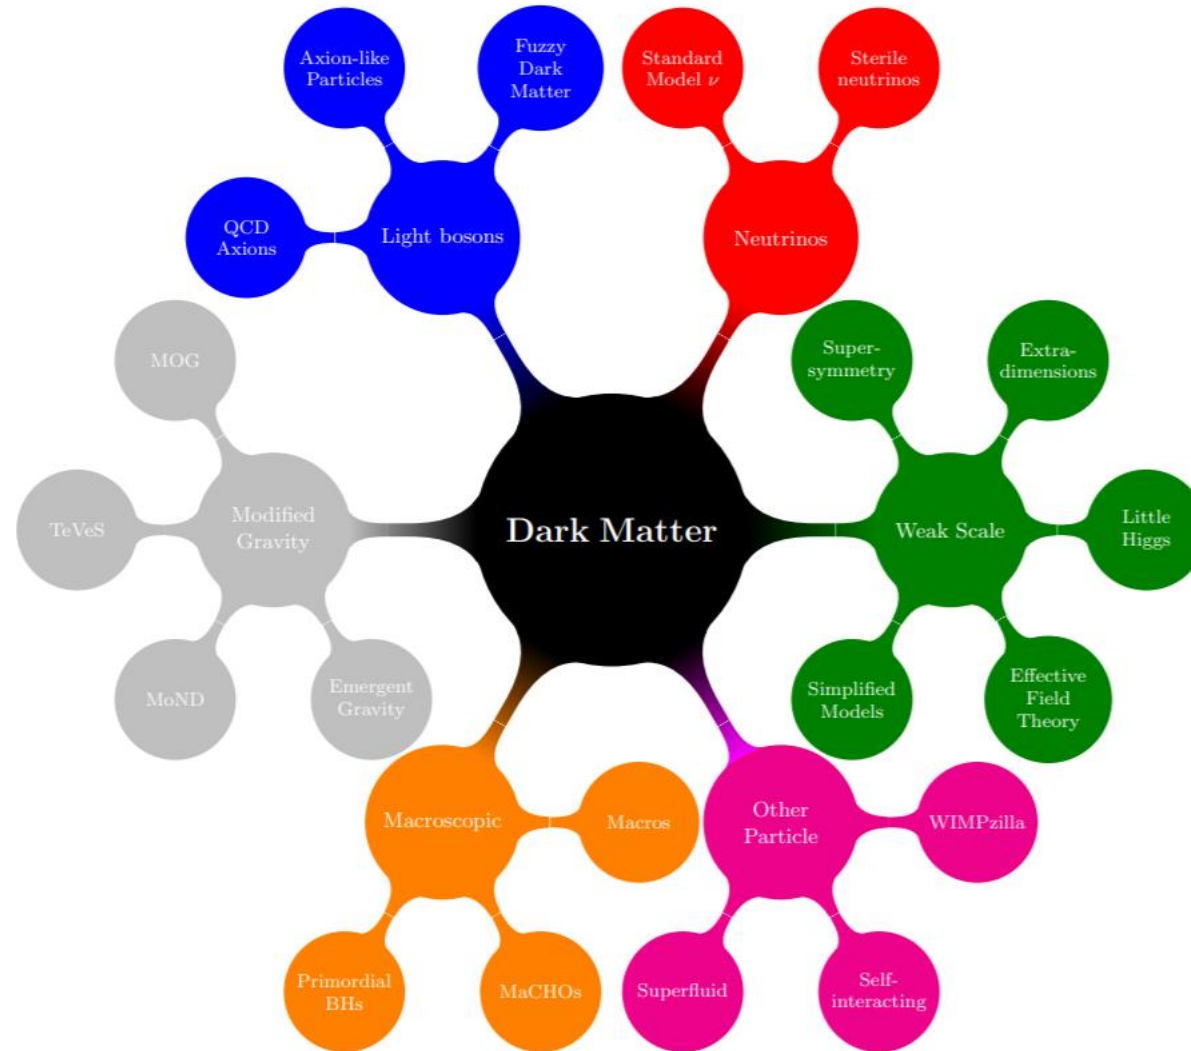 Axion-like
Particles
Fuzzy
Dark
Matter
Standard
Model ν
Sterile
neutrinos
QCD
Axions
Light bosons
Neutrinos
MOG
Super-
symmetry
Extra-
dimensions
TeVeS
Modified
Gravity
Dark Matter
Weak Scale
Little
Higgs
MoND
Emergent
Gravity
Simplified
Models
Effective
Field
Theory
Macroscopic
Macros
Other
Particle
WIMPzilla
Primordial
BHs
MaCHOs
Superfluid
Self-
interacting